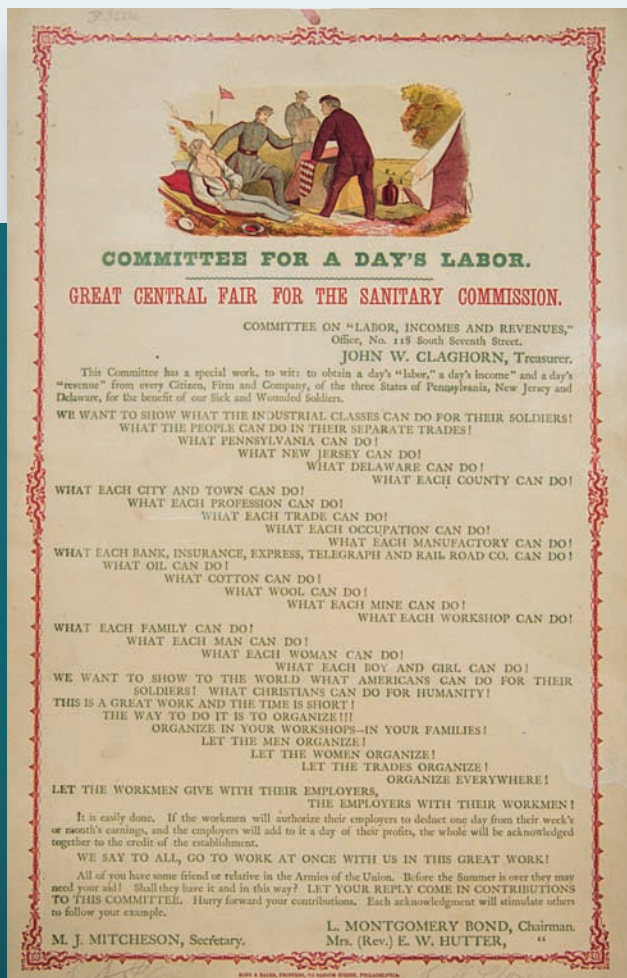 COMMITTEE FOR A DAY'S LABOR.
GREAT CENTRAL FAIR FOR THE SANITARY COMMISSION.
COMMITTEE ON "LABOR, INCOMES AND REVENUES,"
Office, No. 118 South Seventh Street.
JOHN W. CLAGHORN, Treasurer.
This Committee has a special work, to wit: to obtain a day's "labor," a day's income" and a day's
"revenue" from every Citizen, Firm and Company, of the three States of Pennsylvania, New Jersey and
Delaware, for the benefit of our Sick and Wounded Soldiers.
WE WANT TO SHOW WHAT THE INDUSTRIAL CLASSES CAN DO FOR THEIR SOLDIERS!
WHAT THE PEOPLE CAN DO IN THEIR SEPARATE TRADES!
WHAT PENNSYLVANIA CAN DO!
WHAT NEW JERSEY CAN DO!
WHAT DELAWARE CAN DO!
WHAT EACH COUNTY CAN DO!
WHAT EACH CITY AND TOWN CAN DO!
WHAT EACH PROFESSION CAN DO!
WHAT EACH TRADE CAN DO!
WHAT EACH OCCUPATION CAN DO!
WHAT EACH MANUFACTORY CAN DO!
WHAT EACH BANK, INSURANCE, EXPRESS, TELEGRAPH AND RAIL ROAD CO. CAN DO!
WHAT OIL CAN DO!
WHAT COTTON CAN DO!
WHAT WOOL CAN DO!
WHAT EACH MINE CAN DO!
WHAT EACH WORKSHOP CAN DO!
WHAT EACH FAMILY CAN DO!
WHAT EACH MAN CAN DO!
WHAT EACH WOMAN CAN DO!
WHAT EACH BOY AND GIRL CAN DO!
WE WANT TO SHOW TO THE WORLD WHAT AMERICANS CAN DO FOR THEIR
SOLDIERS! WHAT CHRISTIANS CAN DO FOR HUMANITY!
THIS IS A GREAT WORK AND THE TIME IS SHORT!
THE WAY TO DO IT IS TO ORGANIZE!!!
ORGANIZE IN YOUR WORKSHOPS—IN YOUR FAMILIES!
LET THE MEN ORGANIZE!
LET THE WOMEN ORGANIZE!
LET THE TRADES ORGANIZE!
ORGANIZE EVERYWHERE!
LET THE WORKMEN GIVE WITH THEIR EMPLOYERS,
THE EMPLOYERS WITH THEIR WORKMEN!
It is easily done. If the workmen will authorize their employers to deduct one day from their week's
or month's earnings, and the employers will add to it a day of their profits, the whole will be acknowledged
together to the credit of the establishment.
WE SAY TO ALL, GO TO WORK AT ONCE WITH US IN THIS GREAT WORK!
All of you have some friend or relative in the Armies of the Union. Before the Summer is over they may
need your aid! Shall they have it and in this way? LET YOUR REPLY COME IN CONTRIBUTIONS
TO THIS COMMITTEE. Hurry forward your contributions. Each acknowledgment will stimulate others
to follow your example.
L. MONTGOMERY BOND, Chairman.
M. J. MITCHESON, Secretary. Mrs. (Rev.) E. W. HUTTER, "
PRINTERS, STREET, PHILADELPHIA